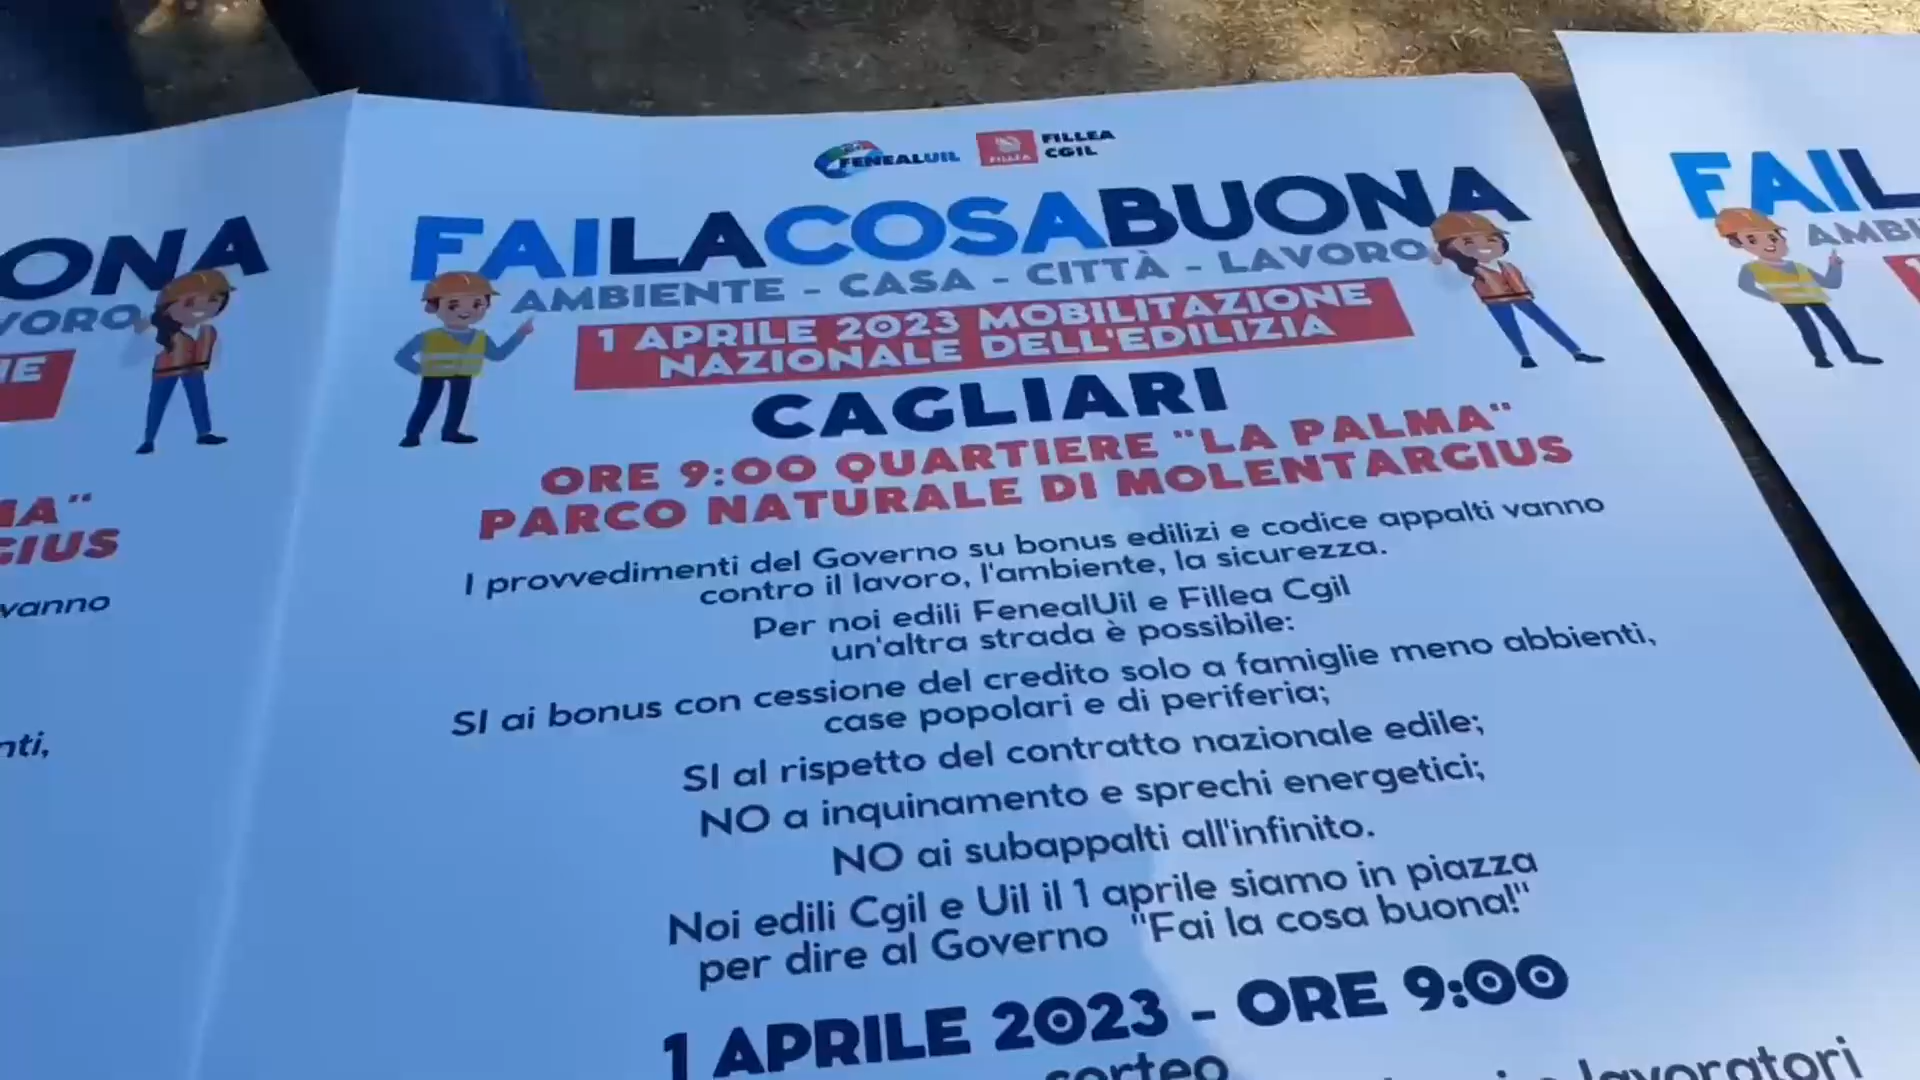 FENEALUIL FILLEA CGIL
FILLEA
FAILACOSABUONA
AMBIENTE - CASA - CITTÀ - LAVORO
1 APRILE 2023 MOBILITAZIONE
NAZIONALE DELL'EDILIZIA
CAGLIARI
ORE 9:00 QUARTIERE "LA PALMA"
PARCO NATURALE DI MOLENTARGIUS
I provvedimenti del Governo su bonus edilizi e codice appalti vanno
contro il lavoro, l'ambiente, la sicurezza.
Per noi edili FenealUil e Fillea Cgil
un'altra strada è possibile:
SI ai bonus con cessione del credito solo a famiglie meno abbienti,
case popolari e di periferia;
SI al rispetto del contratto nazionale edile;
NO a inquinamento e sprechi energetici;
NO ai subappalti all'infinito.
Noi edili Cgil e Uil il 1 aprile siamo in piazza
per dire al Governo "Fai la cosa buona!"
1 APRILE 2023 - ORE 9:00
corteo
lavoratori
ONA
VORO
NE
MA"
GIUS
vanno
nti,
FAIL
AMBI
1